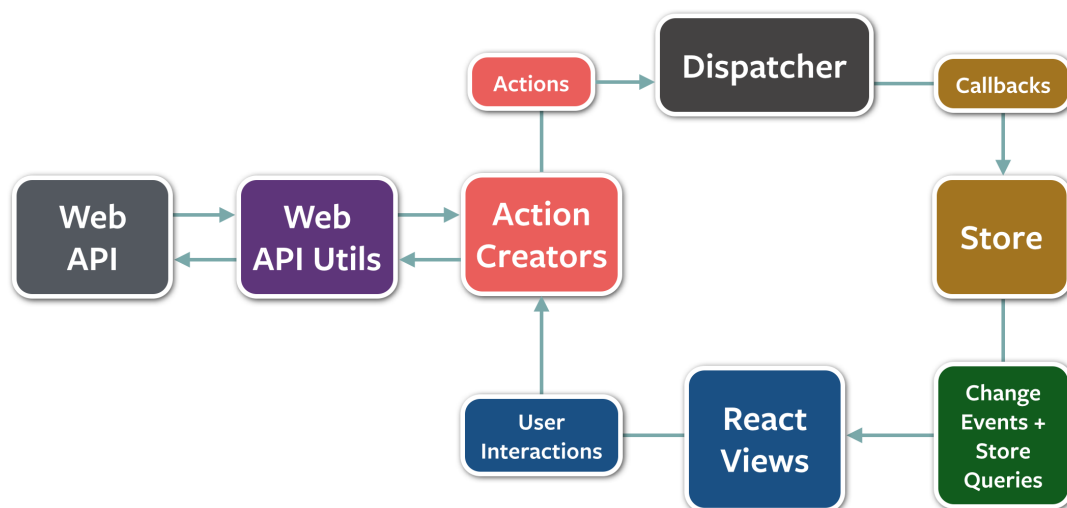 Actions
Dispatcher
Callbacks
Web
API
Web
API Utils
Action
Creators
Store
User
Interactions
React
Views
Change
Events +
Store
Queries